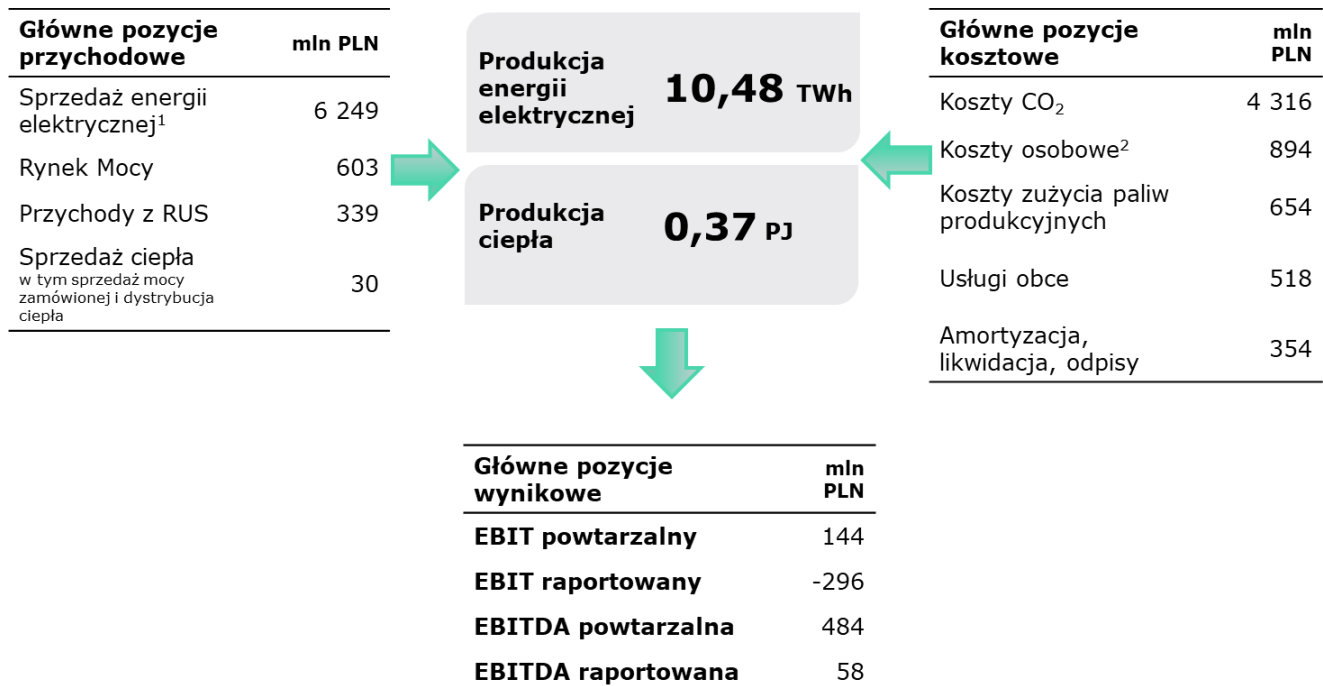 Główne pozycje
przychodowe
mln PLN
Sprzedaż energii
elektrycznej¹
6 249
Rynek Mocy
603
Przychody z RUS
339
Sprzedaż ciepła
w tym sprzedaż mocy
zamówionej i dystrybucja
ciepła
30
Produkcja
energii
elektrycznej
10,48 TWh
Produkcja
ciepła
0,37 PJ
Główne pozycje
kosztowe
mln
PLN
Koszty CO₂
4 316
Koszty osobowe²
894
Koszty zużycia paliw
produkcyjnych
654
Usługi obce
518
Amortyzacja,
likwidacja, odpisy
354
Główne pozycje
wynikowe
mln
PLN
EBIT powtarzalny
144
EBIT raportowany
-296
EBITDA powtarzalna
484
EBITDA raportowana
58